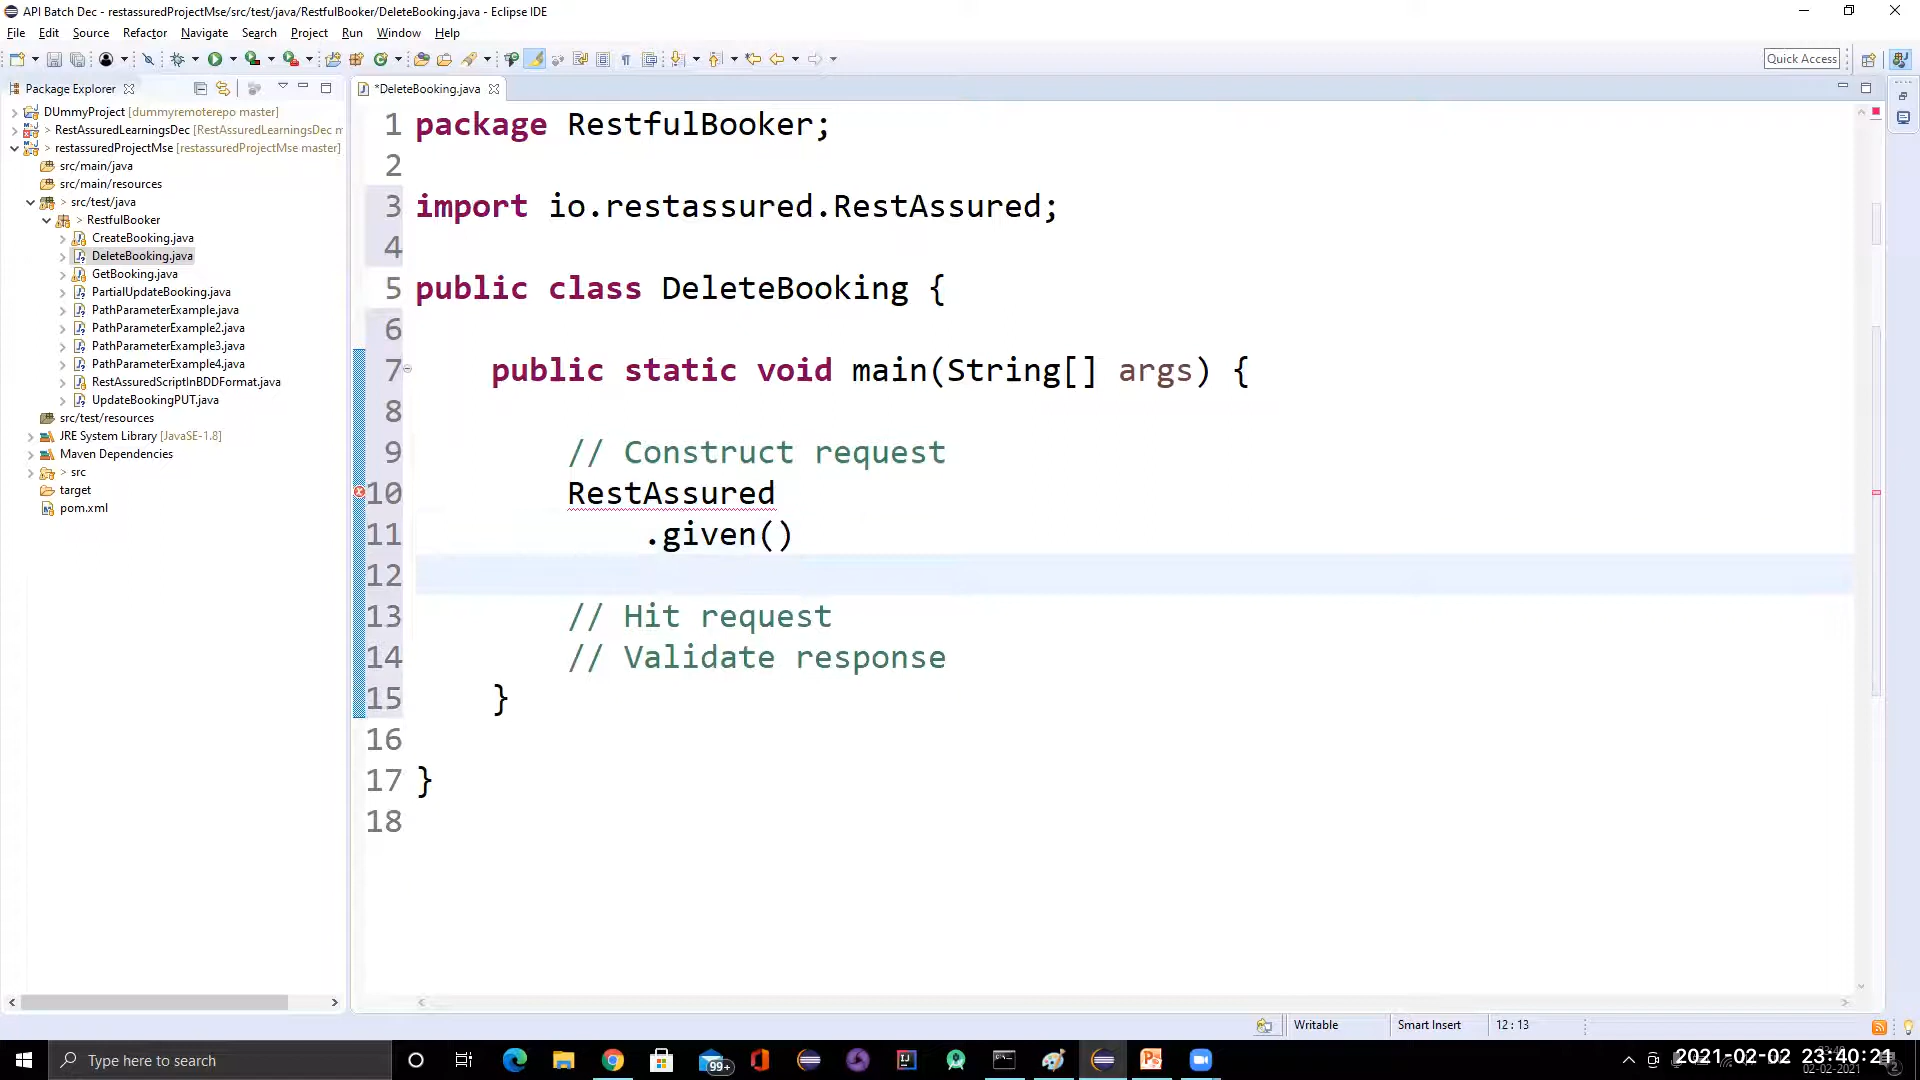 API Batch Dec - restassuredProjectMse/src/test/java/RestfulBooker/DeleteBooking.java - Eclipse IDE
File Edit Source Refactor Navigate Search Project Run Window Help
Quick Access
Package Explorer
*DeleteBooking.java
DUmmyProject [dummyremoterepo master]
> RestAssuredLearningsDec [RestAssuredLearningsDec m
> restassuredProjectMse [restassuredProjectMse master]
src/main/java
src/main/resources
> src/test/java
> RestfulBooker
CreateBooking.java
DeleteBooking.java
GetBooking.java
PartialUpdateBooking.java
PathParameterExample.java
PathParameterExample2.java
PathParameterExample3.java
PathParameterExample4.java
RestAssuredScriptInBDDFormat.java
UpdateBookingPUT.java
src/test/resources
JRE System Library [JavaSE-1.8]
Maven Dependencies
> src
target
pom.xml
1 package RestfulBooker;
2
3 import io.restassured.RestAssured;
4
5 public class DeleteBooking {
6
7 public static void main(String[] args) {
8
9 // Construct request
10 RestAssured
11 .given()
12
13 // Hit request
14 // Validate response
15 }
16
17 }
18
Writable Smart Insert 12 : 13
Type here to search
99+
2021-02-02 23:40:21
02-02-2021
2